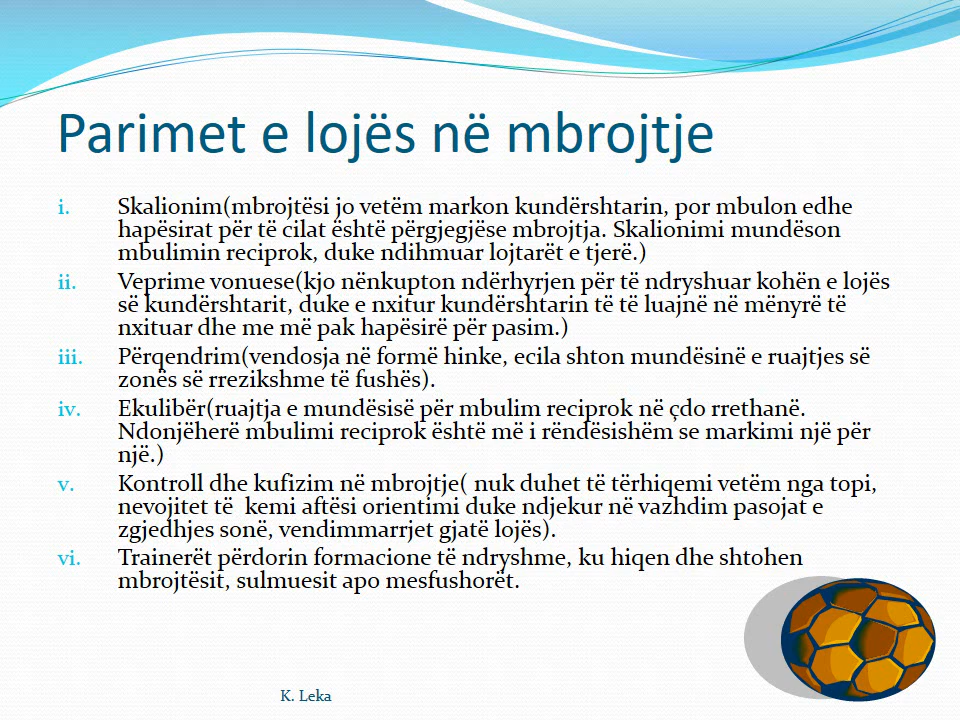 Parimet e lojës në mbrojtje
i. Skalionim(mbrojtësi jo vetëm markon kundërshtarin, por mbulon edhe
hapësirat për të cilat është përgjegjëse mbrojtja. Skalionimi mundëson
mbulimin reciprok, duke ndihmuar lojtarët e tjerë.)
ii. Veprime vonuese(kjo nënkupton ndërhyrjen për të ndryshuar kohën e lojës
së kundërshtarit, duke e nxitur kundërshtarin të të luajnë në mënyrë të
nxituar dhe me më pak hapësirë për pasim.)
iii. Përqendrim(vendosja në formë hinke, ecila shton mundësinë e ruajtjes së
zonës së rrezikshme të fushës).
iv. Ekulibër(ruajtja e mundësisë për mbulim reciprok në çdo rrethanë.
Ndonjëherë mbulimi reciprok është më i rëndësishëm se markimi një për
një.)
v. Kontroll dhe kufizim në mbrojtje( nuk duhet të tërhiqemi vetëm nga topi,
nevojitet të  kemi aftësi orientimi duke ndjekur në vazhdim pasojat e
zgjedhjes sonë, vendimmarrjet gjatë lojës).
vi. Trainerët përdorin formacione të ndryshme, ku hiqen dhe shtohen
mbrojtësit, sulmuesit apo mesfushorët.
K. Leka